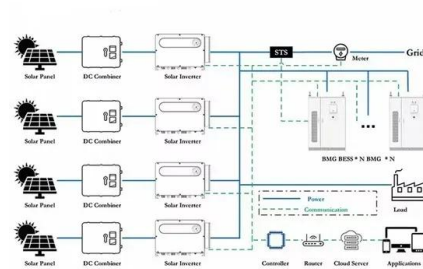 STS
Meter
Grid
Solar Panel
DC Combiner
Solar Inverter
Solar Panel
DC Combiner
Solar Inverter
BMG BESS * N BMG * N
Solar Panel
DC Combiner
Solar Inverter
Power
Communication
Load
Solar Panel
DC Combiner
Solar Inverter
Controller
Router
Cloud Server
Applications